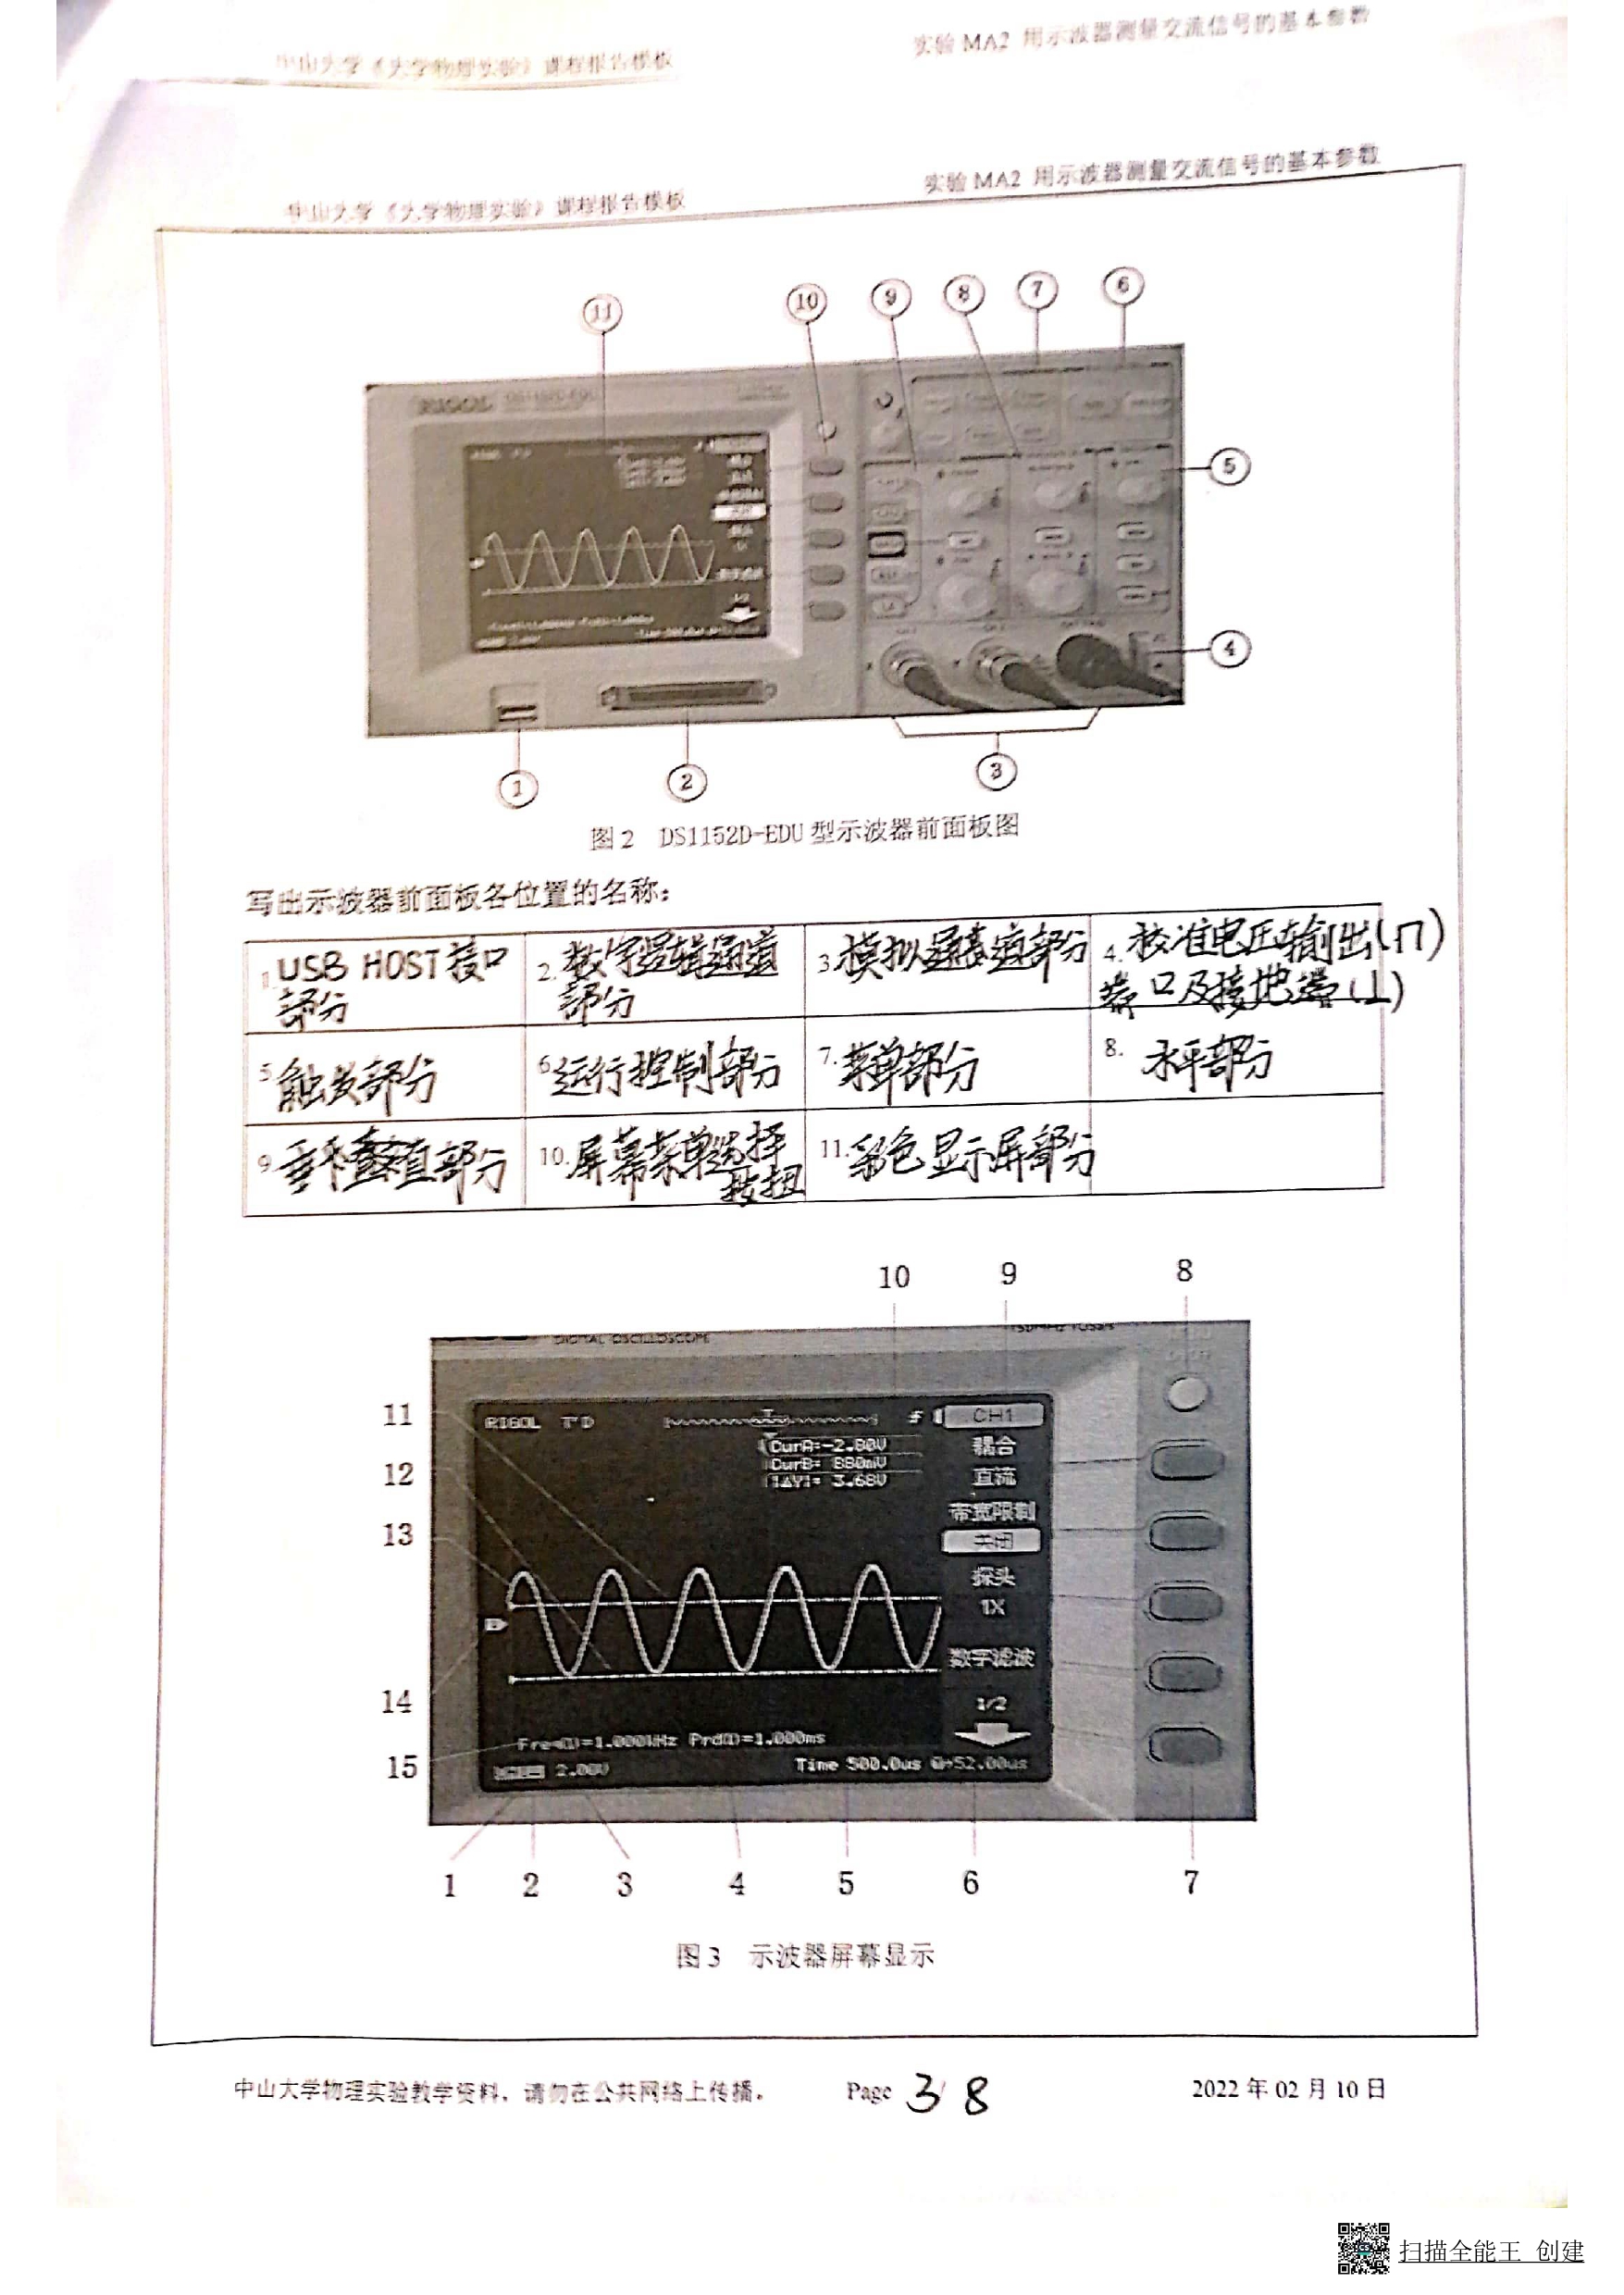 中山大学《大学物理实验》课程报告模板
实验 MA2 用示波器测量交流信号的基本参数
中山大学《大学物理实验》课程报告模板
实验 MA2 用示波器测量交流信号的基本参数
11
10
9
8
7
6
RIGOL
5
4
1
2
3
图 2 DS1152D-EDU 型示波器前面板图
写出示波器前面板各位置的名称：
1. USB HOST 接口
部分
2. 数字逻辑通道
部分
3. 模拟通道部分
4. 校准电压输出(⊓)
端口及接地端(⊥)
5. 触发部分
6. 运行控制部分
7. 菜单部分
8. 水平部分
9. 垂直部分
10. 屏幕菜单选择
按扭
11. 彩色显示屏部分
10
9
8
DIGITAL OSCILLOSCOPE
11
12
13
14
15
RIGOL T'D
CurA=-2.80V
CurB= 880mV
|ΔY|= 3.68V
CH1
耦合
直流
带宽限制
关闭
探头
1X
数字滤波
1/2
Freq(1)=1.000kHz Prd(1)=1.000ms
2.00V
Time 500.0us
52.00us
1
2
3
4
5
6
7
图 3 示波器屏幕显示
中山大学物理实验教学资料，请勿在公共网络上传播。
Page 3 8
2022 年 02 月 10 日
扫描全能王 创建